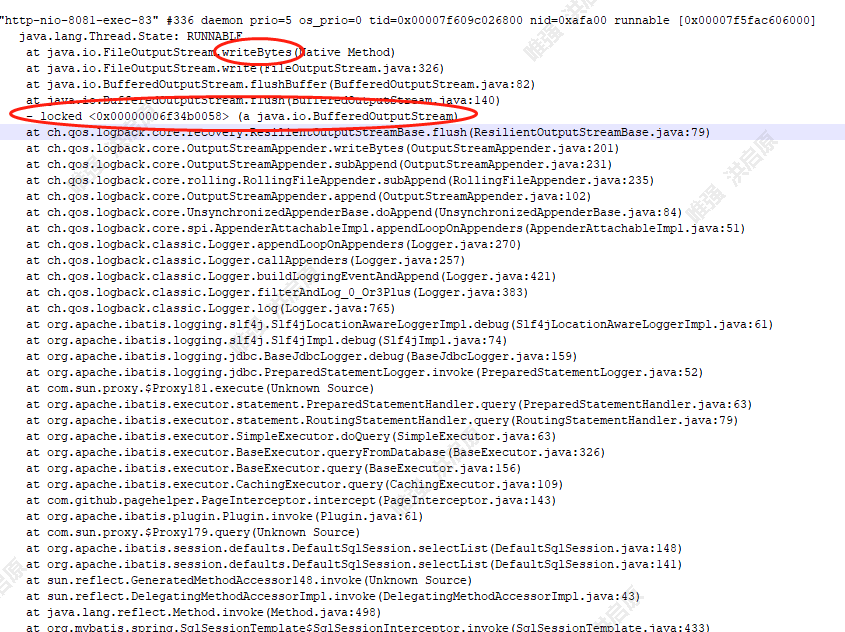 "http-nio-8081-exec-83" #336 daemon prio=5 os_prio=0 tid=0x00007f609c026800 nid=0xafa00 runnable [0x00007f5fac606000]
java.lang.Thread.State: RUNNABLE
at java.io.FileOutputStream.writeBytes(Native Method)
at java.io.FileOutputStream.write(FileOutputStream.java:326)
at java.io.BufferedOutputStream.flushBuffer(BufferedOutputStream.java:82)
at java.io.BufferedOutputStream.flush(BufferedOutputStream.java:140)
- locked <0x00000006f34b0058> (a java.io.BufferedOutputStream)
at ch.qos.logback.core.recovery.ResilientOutputStreamBase.flush(ResilientOutputStreamBase.java:79)
at ch.qos.logback.core.OutputStreamAppender.writeBytes(OutputStreamAppender.java:201)
at ch.qos.logback.core.OutputStreamAppender.subAppend(OutputStreamAppender.java:231)
at ch.qos.logback.core.rolling.RollingFileAppender.subAppend(RollingFileAppender.java:235)
at ch.qos.logback.core.OutputStreamAppender.append(OutputStreamAppender.java:102)
at ch.qos.logback.core.UnsynchronizedAppenderBase.doAppend(UnsynchronizedAppenderBase.java:84)
at ch.qos.logback.core.spi.AppenderAttachableImpl.appendLoopOnAppenders(AppenderAttachableImpl.java:51)
at ch.qos.logback.classic.Logger.appendLoopOnAppenders(Logger.java:270)
at ch.qos.logback.classic.Logger.callAppenders(Logger.java:257)
at ch.qos.logback.classic.Logger.buildLoggingEventAndAppend(Logger.java:421)
at ch.qos.logback.classic.Logger.filterAndLog_0_Or3Plus(Logger.java:383)
at ch.qos.logback.classic.Logger.log(Logger.java:765)
at org.apache.ibatis.logging.slf4j.Slf4jLocationAwareLoggerImpl.debug(Slf4jLocationAwareLoggerImpl.java:61)
at org.apache.ibatis.logging.slf4j.Slf4jImpl.debug(Slf4jImpl.java:74)
at org.apache.ibatis.logging.jdbc.BaseJdbcLogger.debug(BaseJdbcLogger.java:159)
at org.apache.ibatis.logging.jdbc.PreparedStatementLogger.invoke(PreparedStatementLogger.java:52)
at com.sun.proxy.$Proxy181.execute(Unknown Source)
at org.apache.ibatis.executor.statement.PreparedStatementHandler.query(PreparedStatementHandler.java:63)
at org.apache.ibatis.executor.statement.RoutingStatementHandler.query(RoutingStatementHandler.java:79)
at org.apache.ibatis.executor.SimpleExecutor.doQuery(SimpleExecutor.java:63)
at org.apache.ibatis.executor.BaseExecutor.queryFromDatabase(BaseExecutor.java:326)
at org.apache.ibatis.executor.BaseExecutor.query(BaseExecutor.java:156)
at org.apache.ibatis.executor.CachingExecutor.query(CachingExecutor.java:109)
at com.github.pagehelper.PageInterceptor.intercept(PageInterceptor.java:143)
at org.apache.ibatis.plugin.Plugin.invoke(Plugin.java:61)
at com.sun.proxy.$Proxy179.query(Unknown Source)
at org.apache.ibatis.session.defaults.DefaultSqlSession.selectList(DefaultSqlSession.java:148)
at org.apache.ibatis.session.defaults.DefaultSqlSession.selectList(DefaultSqlSession.java:141)
at sun.reflect.GeneratedMethodAccessor148.invoke(Unknown Source)
at sun.reflect.DelegatingMethodAccessorImpl.invoke(DelegatingMethodAccessorImpl.java:43)
at java.lang.reflect.Method.invoke(Method.java:498)
at org.mybatis.spring.SqlSessionTemplate$SqlSessionInterceptor.invoke(SqlSessionTemplate.java:433)
唯强 洪启原